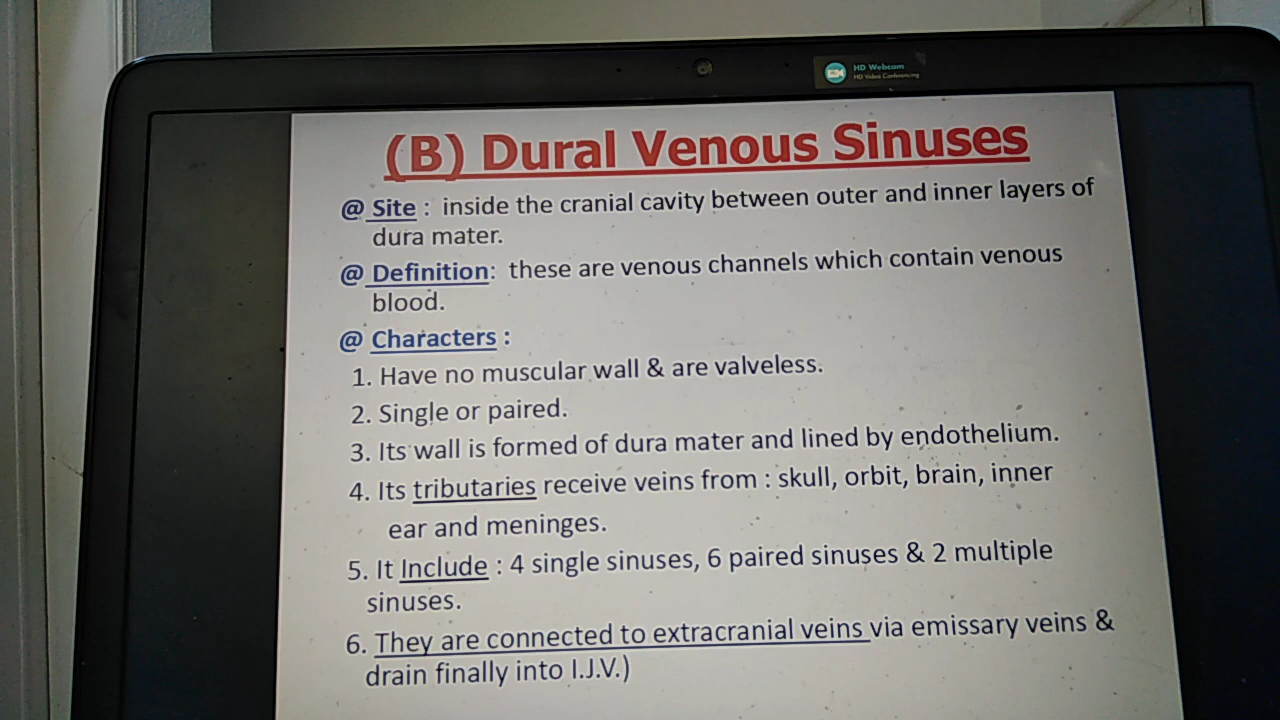 HD Webcam
HD Video Conferencing
(B) Dural Venous Sinuses
@ Site : inside the cranial cavity between outer and inner layers of
dura mater.
@ Definition: these are venous channels which contain venous
blood.
@ Characters :
1. Have no muscular wall & are valveless.
2. Single or paired.
3. Its wall is formed of dura mater and lined by endothelium.
4. Its tributaries receive veins from : skull, orbit, brain, inner
ear and meninges.
5. It Include : 4 single sinuses, 6 paired sinuses & 2 multiple
sinuses.
6. They are connected to extracranial veins via emissary veins &
drain finally into I.J.V.)